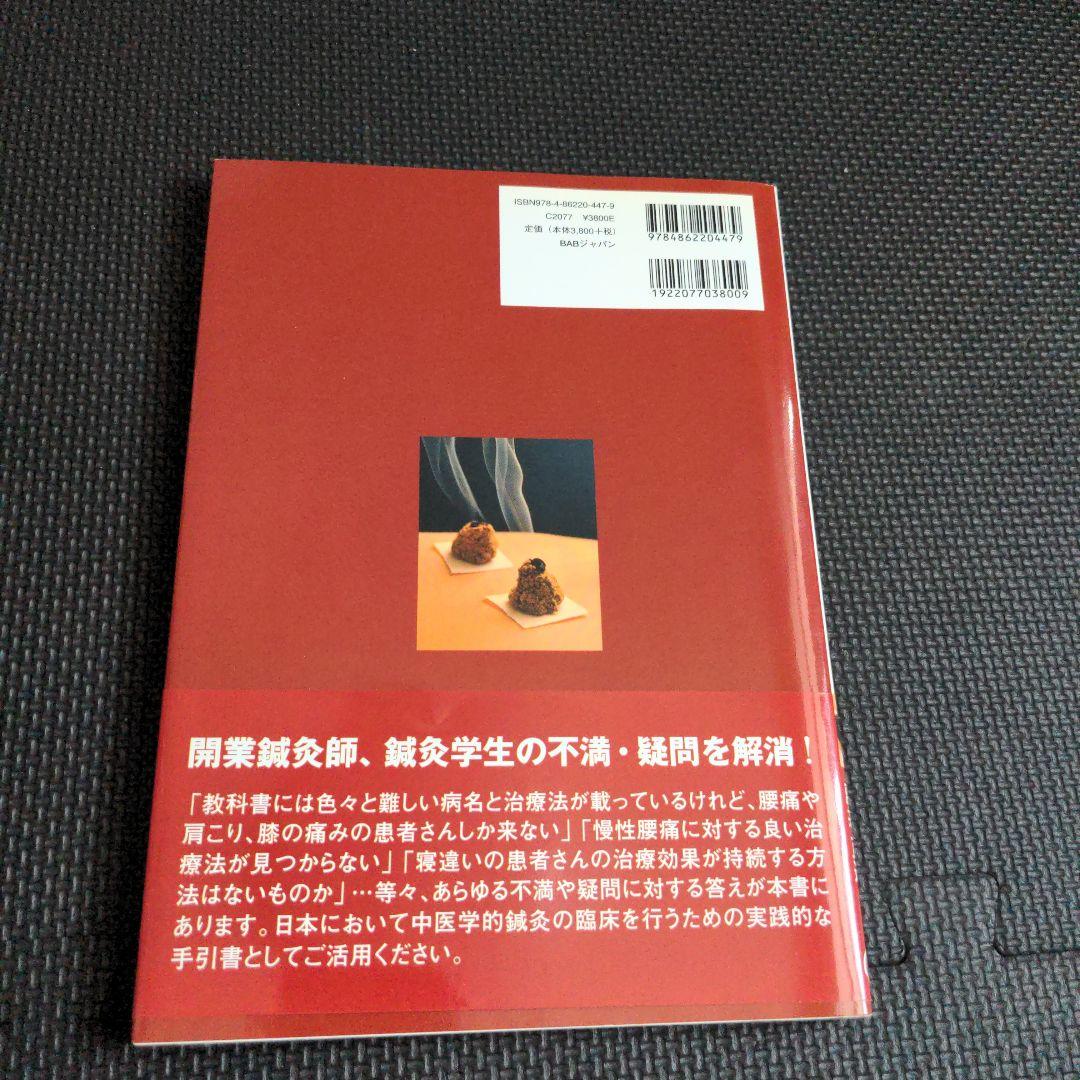 ISBN978-4-86220-447-9
C2077 ¥3800E
定価（本体3,800+税）
BABジャパン
9784862204479
1922077038009
開業鍼灸師、鍼灸学生の不満・疑問を解消！
「教科書には色々と難しい病名と治療法が載っているけれど、腰痛や
肩こり、膝の痛みの患者さんしか来ない」「慢性腰痛に対する良い治
療法が見つからない」「寝違いの患者さんの治療効果が持続する方
法はないものか」…等々、あらゆる不満や疑問に対する答えが本書に
あります。日本において中医学的鍼灸の臨床を行うための実践的な
手引書としてご活用ください。